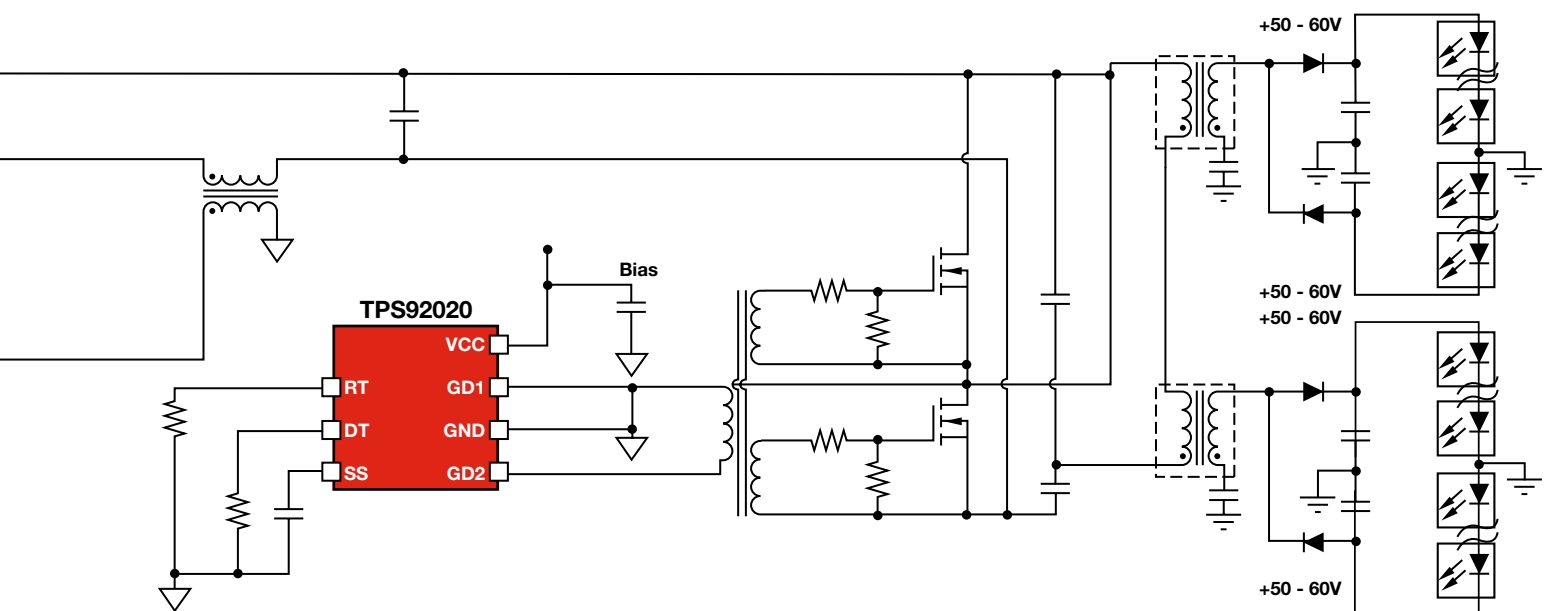 +50 - 60V
Bias
TPS92020
+50 - 60V
+50 - 60V
VCC
RT
GD1
DT
GND
SS
GD2
+50 - 60V